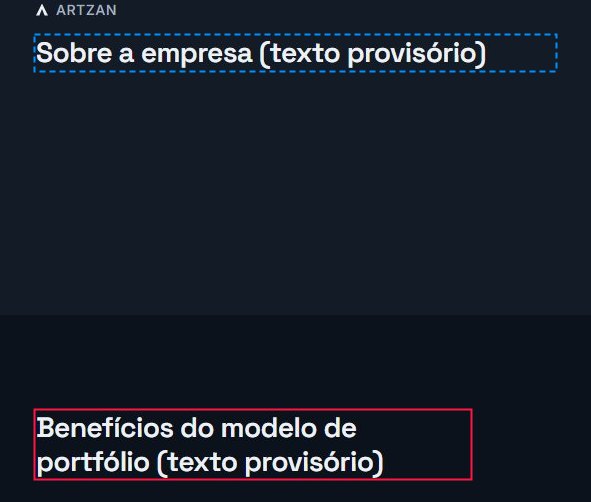 ARTZAN
Sobre a empresa (texto provisório)
Benefícios do modelo de
portfólio (texto provisório)